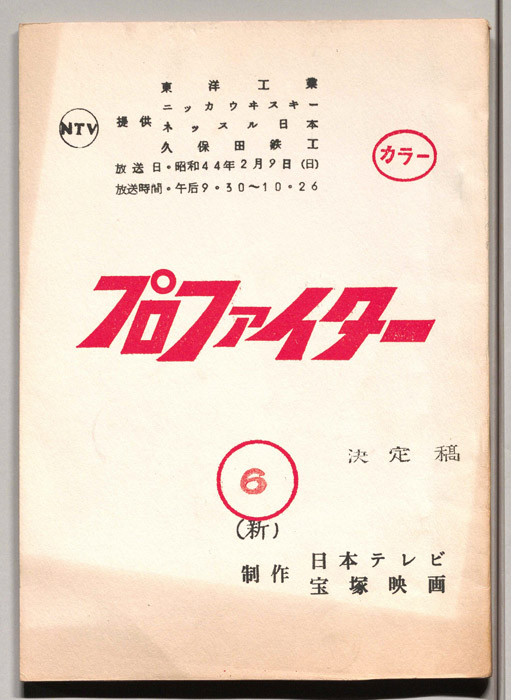 NTV
提供
東洋工業
ニッカウヰスキー
ネッスル日本
久保田鉄工
放送日・昭和44年2月9日(日)
放送時間・午后9・30〜10・26
カラー
プロファイター
6
(新)
決定稿
制作
日本テレビ
宝塚映画